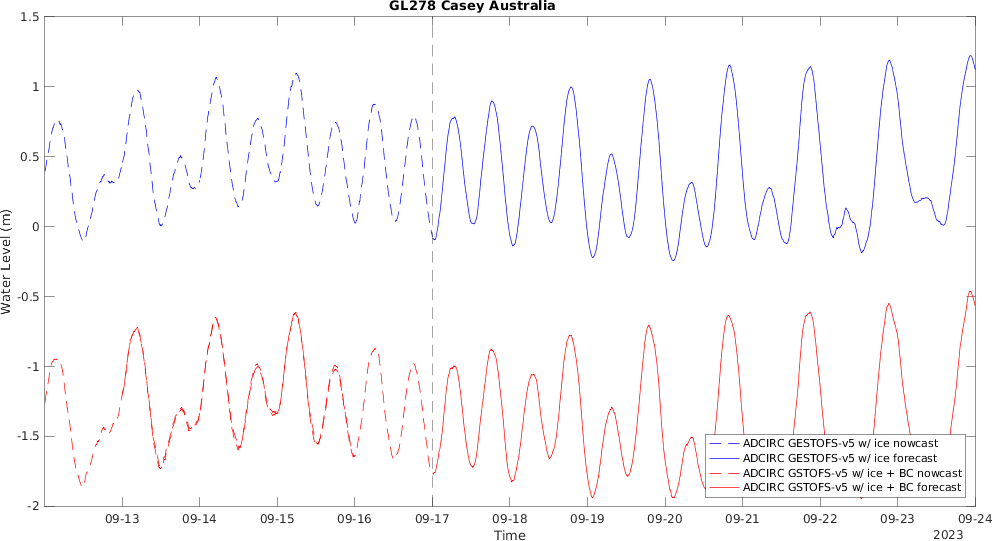 GL278 Casey Australia
1.5
1
0.5
0
-0.5
-1
-1.5
-2
Water Level (m)
ADCIRC GESTOFS-v5 w/ ice nowcast
ADCIRC GESTOFS-v5 w/ ice forecast
ADCIRC GSTOFS-v5 w/ ice + BC nowcast
ADCIRC GSTOFS-v5 w/ ice + BC forecast
09-13 09-14 09-15 09-16 09-17 09-18 09-19 09-20 09-21 09-22 09-23 09-24
Time
2023